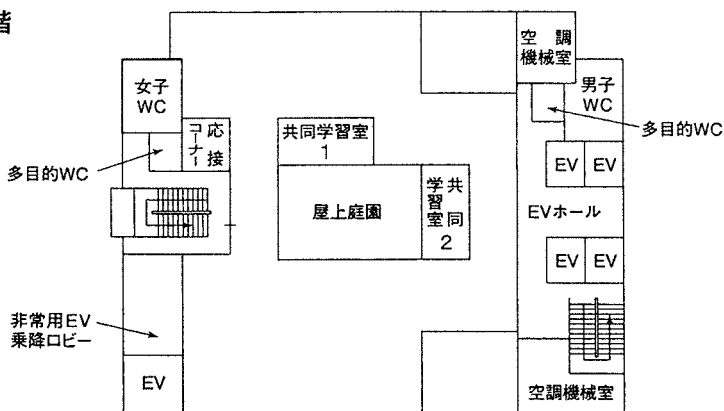 階
空調
機械室
女子
WC
男子
WC
応接
コーナー
共同学習室
1
多目的WC
多目的WC
EV
EV
屋上庭園
共同
学習室
2
EVホール
EV
EV
非常用EV
乗降ロビー
EV
空調機械室